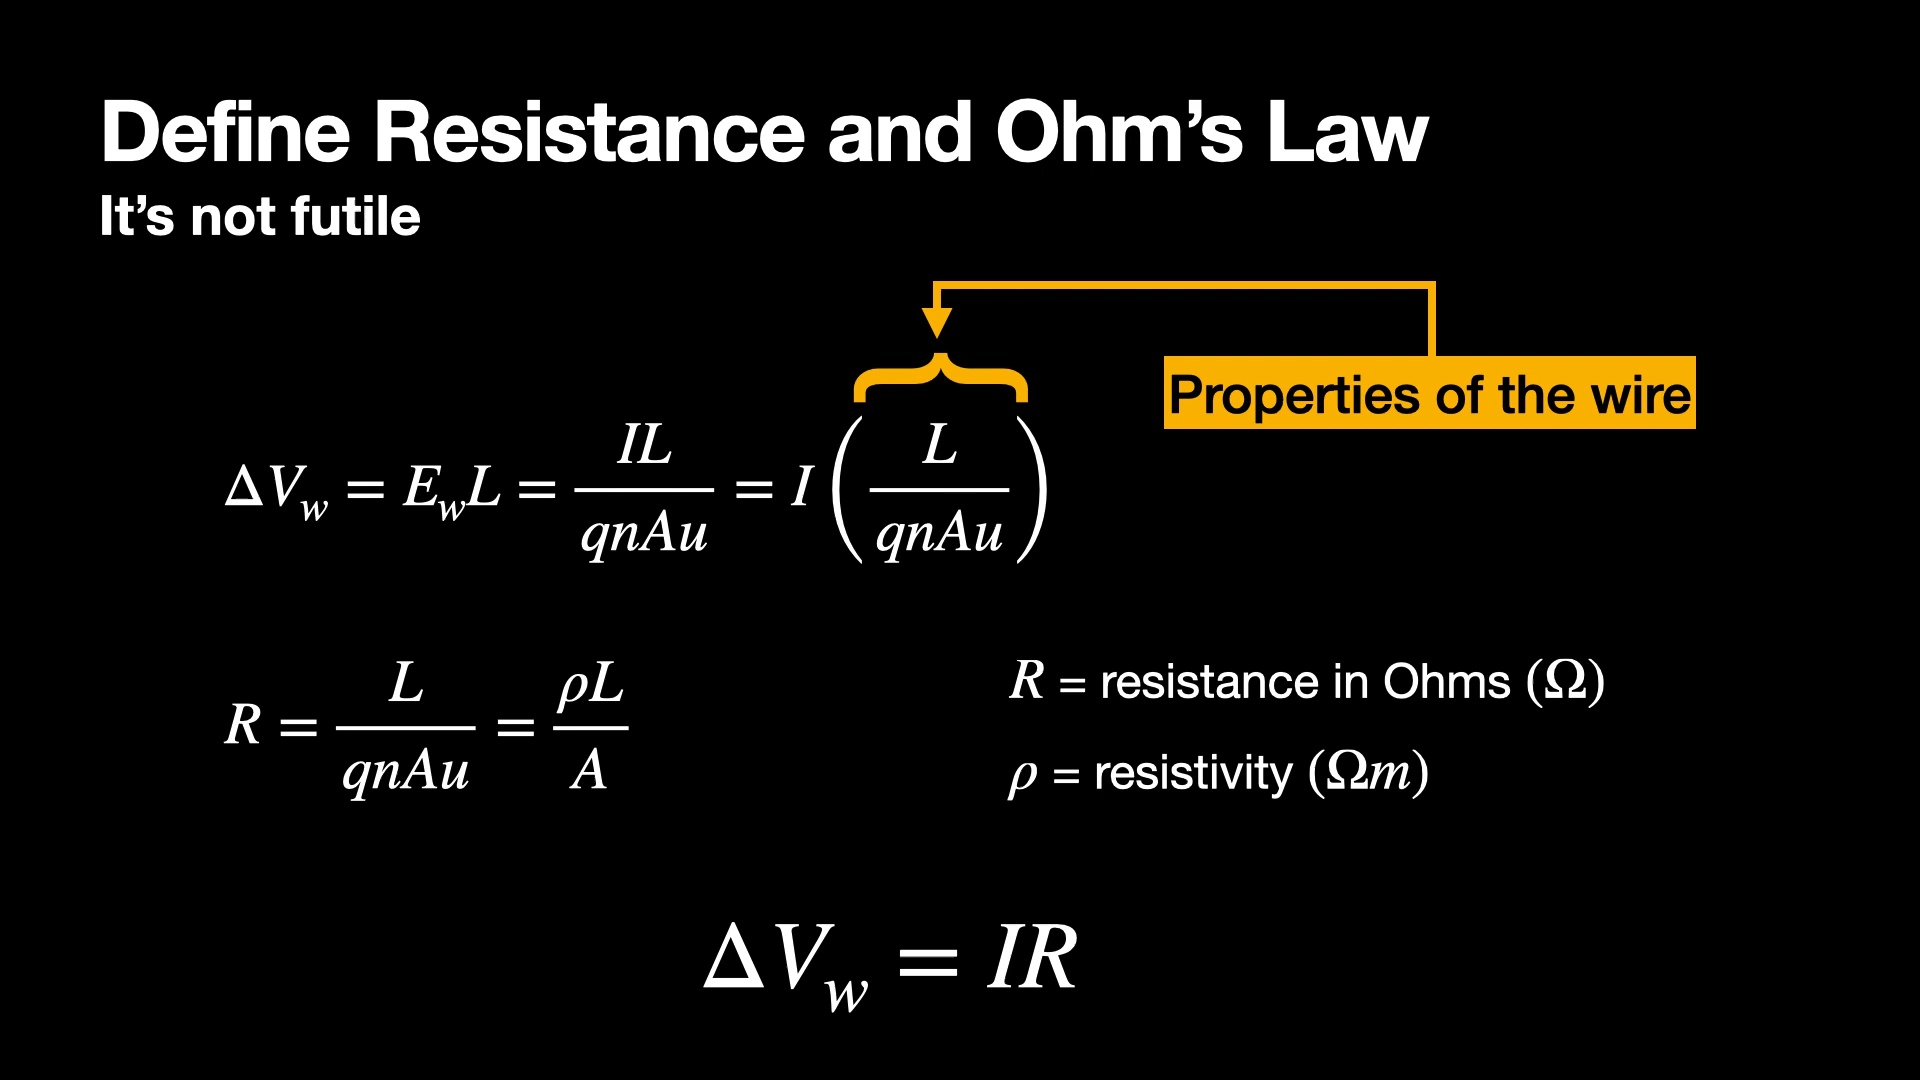 Define Resistance and Ohm’s Law
It’s not futile
Properties of the wire
ΔV_w = E_wL = IL/qnAu = I(L/qnAu)
R = L/qnAu = ρL/A
R = resistance in Ohms (Ω)
ρ = resistivity (Ωm)
ΔV_w = IR